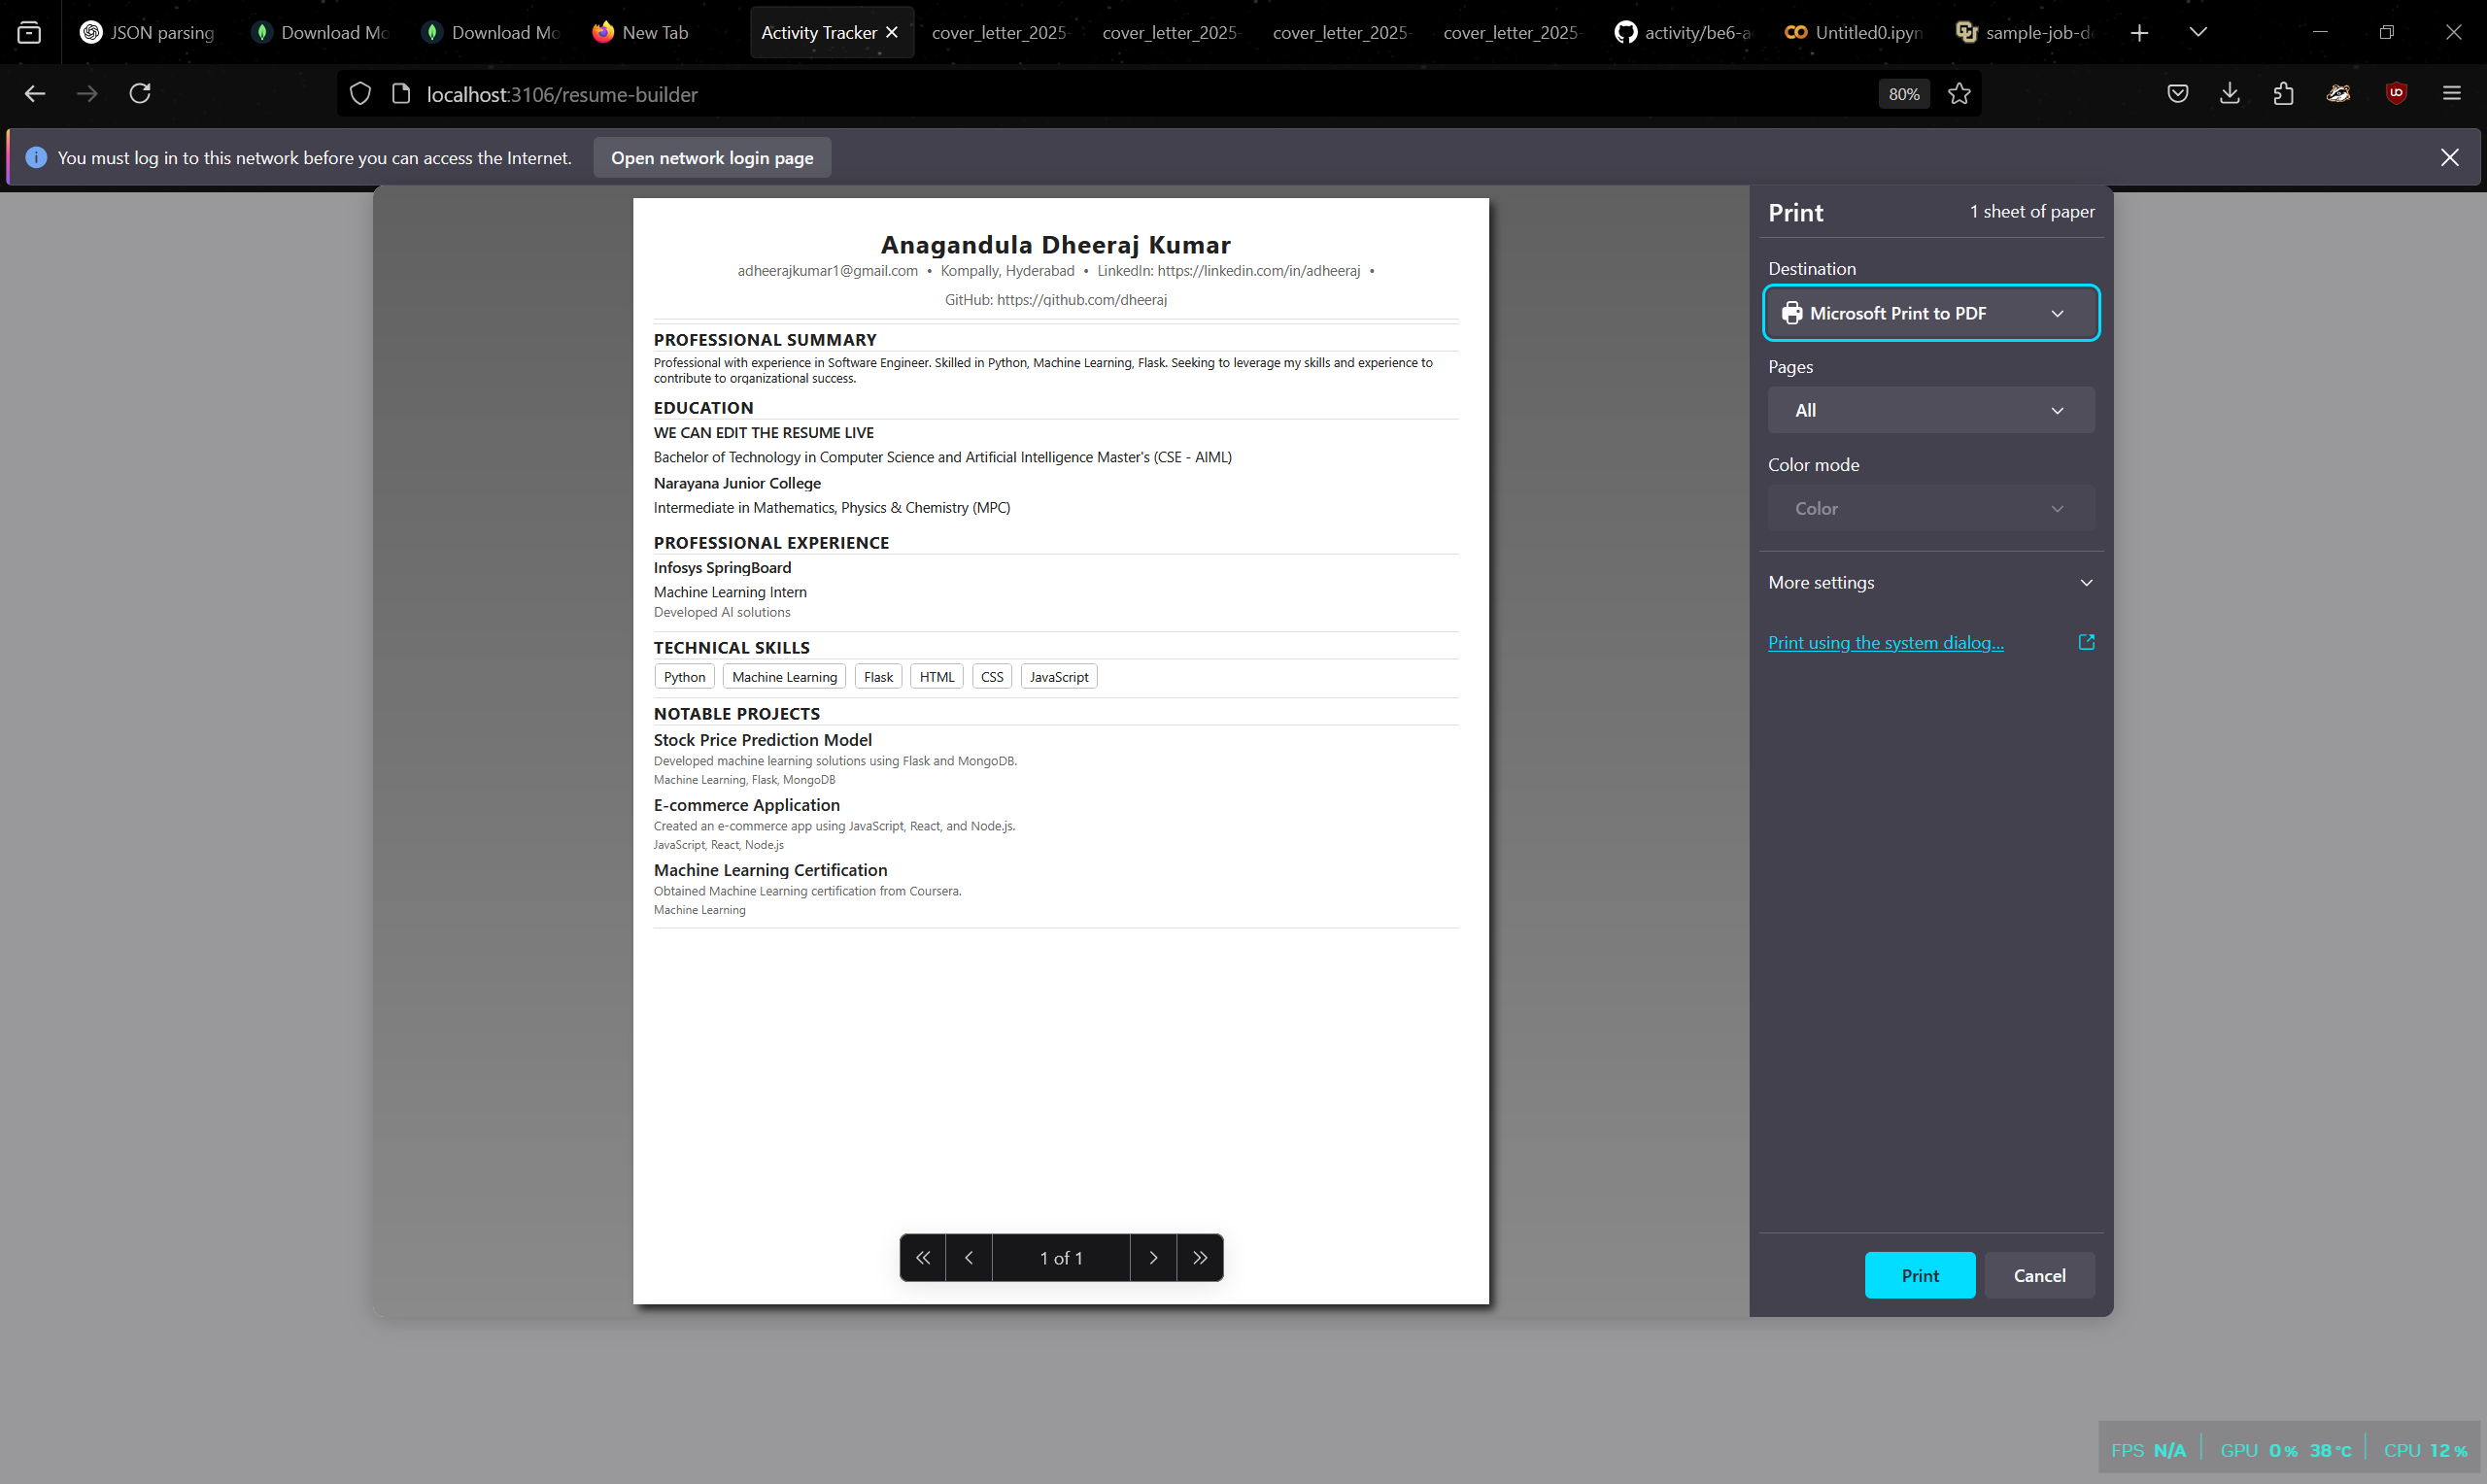 JSON parsing
Download Mo
Download Mo
New Tab
Activity Tracker
cover_letter_2025-
cover_letter_2025-
cover_letter_2025-
cover_letter_2025-
activity/be6-a
Untitled0.ipyn
sample-job-de
localhost:3106/resume-builder
80%
You must log in to this network before you can access the Internet.
Open network login page
Anagandula Dheeraj Kumar
adheerajkumar1@gmail.com • Kompally, Hyderabad • LinkedIn: https://linkedin.com/in/adheeraj •
GitHub: https://github.com/dheeraj
PROFESSIONAL SUMMARY
Professional with experience in Software Engineer. Skilled in Python, Machine Learning, Flask. Seeking to leverage my skills and experience to
contribute to organizational success.
EDUCATION
WE CAN EDIT THE RESUME LIVE
Bachelor of Technology in Computer Science and Artificial Intelligence Master's (CSE - AIML)
Narayana Junior College
Intermediate in Mathematics, Physics & Chemistry (MPC)
PROFESSIONAL EXPERIENCE
Infosys SpringBoard
Machine Learning Intern
Developed AI solutions
TECHNICAL SKILLS
Python Machine Learning Flask HTML CSS JavaScript
NOTABLE PROJECTS
Stock Price Prediction Model
Developed machine learning solutions using Flask and MongoDB.
Machine Learning, Flask, MongoDB
E-commerce Application
Created an e-commerce app using JavaScript, React, and Node.js.
JavaScript, React, Node.js
Machine Learning Certification
Obtained Machine Learning certification from Coursera.
Machine Learning
1 of 1
Print
1 sheet of paper
Destination
Microsoft Print to PDF
Pages
All
Color mode
Color
More settings
Print using the system dialog...
Print
Cancel
FPS N/A GPU 0% 38°C CPU 12%